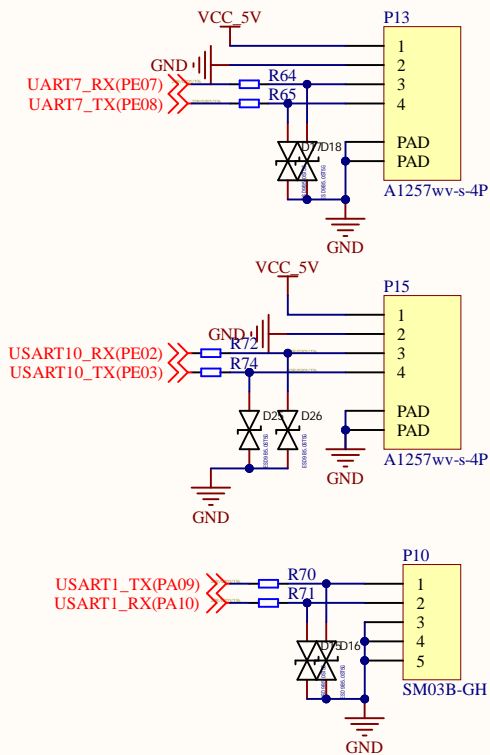 VCC_5V
P13
1
GND
2
UART7_RX(PE07)
R64
3
UART7_TX(PE08)
R65
4
D17
D18
PAD
PAD
A1257wv-s-4P
GND
VCC_5V
P15
1
GND
2
USART10_RX(PE02)
R72
3
USART10_TX(PE03)
R74
4
D25
D26
PAD
PAD
A1257wv-s-4P
GND
GND
P10
USART1_TX(PA09)
R70
1
USART1_RX(PA10)
R71
2
3
D15
D16
4
5
SM03B-GH
GND